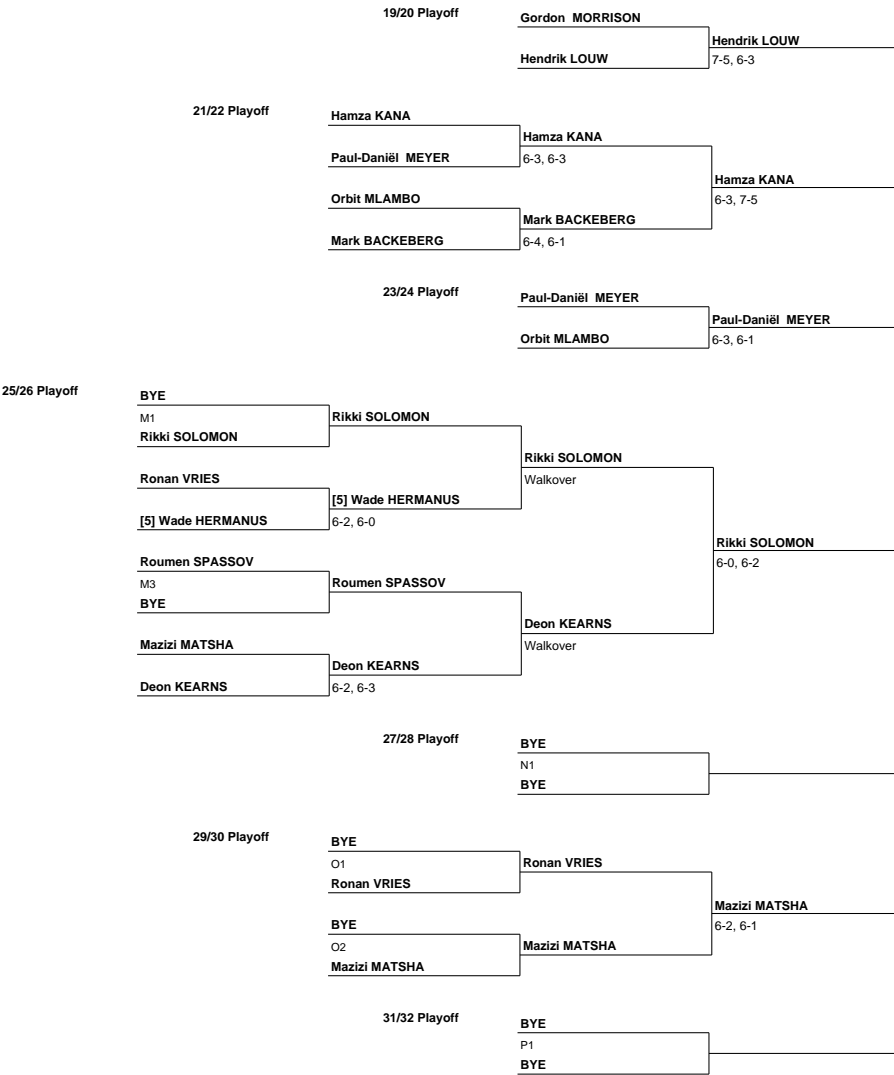 19/20 Playoff
Gordon MORRISON
Hendrik LOUW
Hendrik LOUW
7-5, 6-3
21/22 Playoff
Hamza KANA
Hamza KANA
Paul-Daniël MEYER
6-3, 6-3
Hamza KANA
Orbit MLAMBO
6-3, 7-5
Mark BACKEBERG
Mark BACKEBERG
6-4, 6-1
23/24 Playoff
Paul-Daniël MEYER
Paul-Daniël MEYER
Orbit MLAMBO
6-3, 6-1
25/26 Playoff
BYE
M1
Rikki SOLOMON
Rikki SOLOMON
Rikki SOLOMON
Ronan VRIES
Walkover
[5] Wade HERMANUS
[5] Wade HERMANUS
6-2, 6-0
Rikki SOLOMON
Roumen SPASSOV
6-0, 6-2
M3
Roumen SPASSOV
BYE
Deon KEARNS
Mazizi MATSHA
Walkover
Deon KEARNS
Deon KEARNS
6-2, 6-3
27/28 Playoff
BYE
N1
BYE
29/30 Playoff
BYE
O1
Ronan VRIES
Ronan VRIES
Mazizi MATSHA
BYE
6-2, 6-1
O2
Mazizi MATSHA
Mazizi MATSHA
31/32 Playoff
BYE
P1
BYE